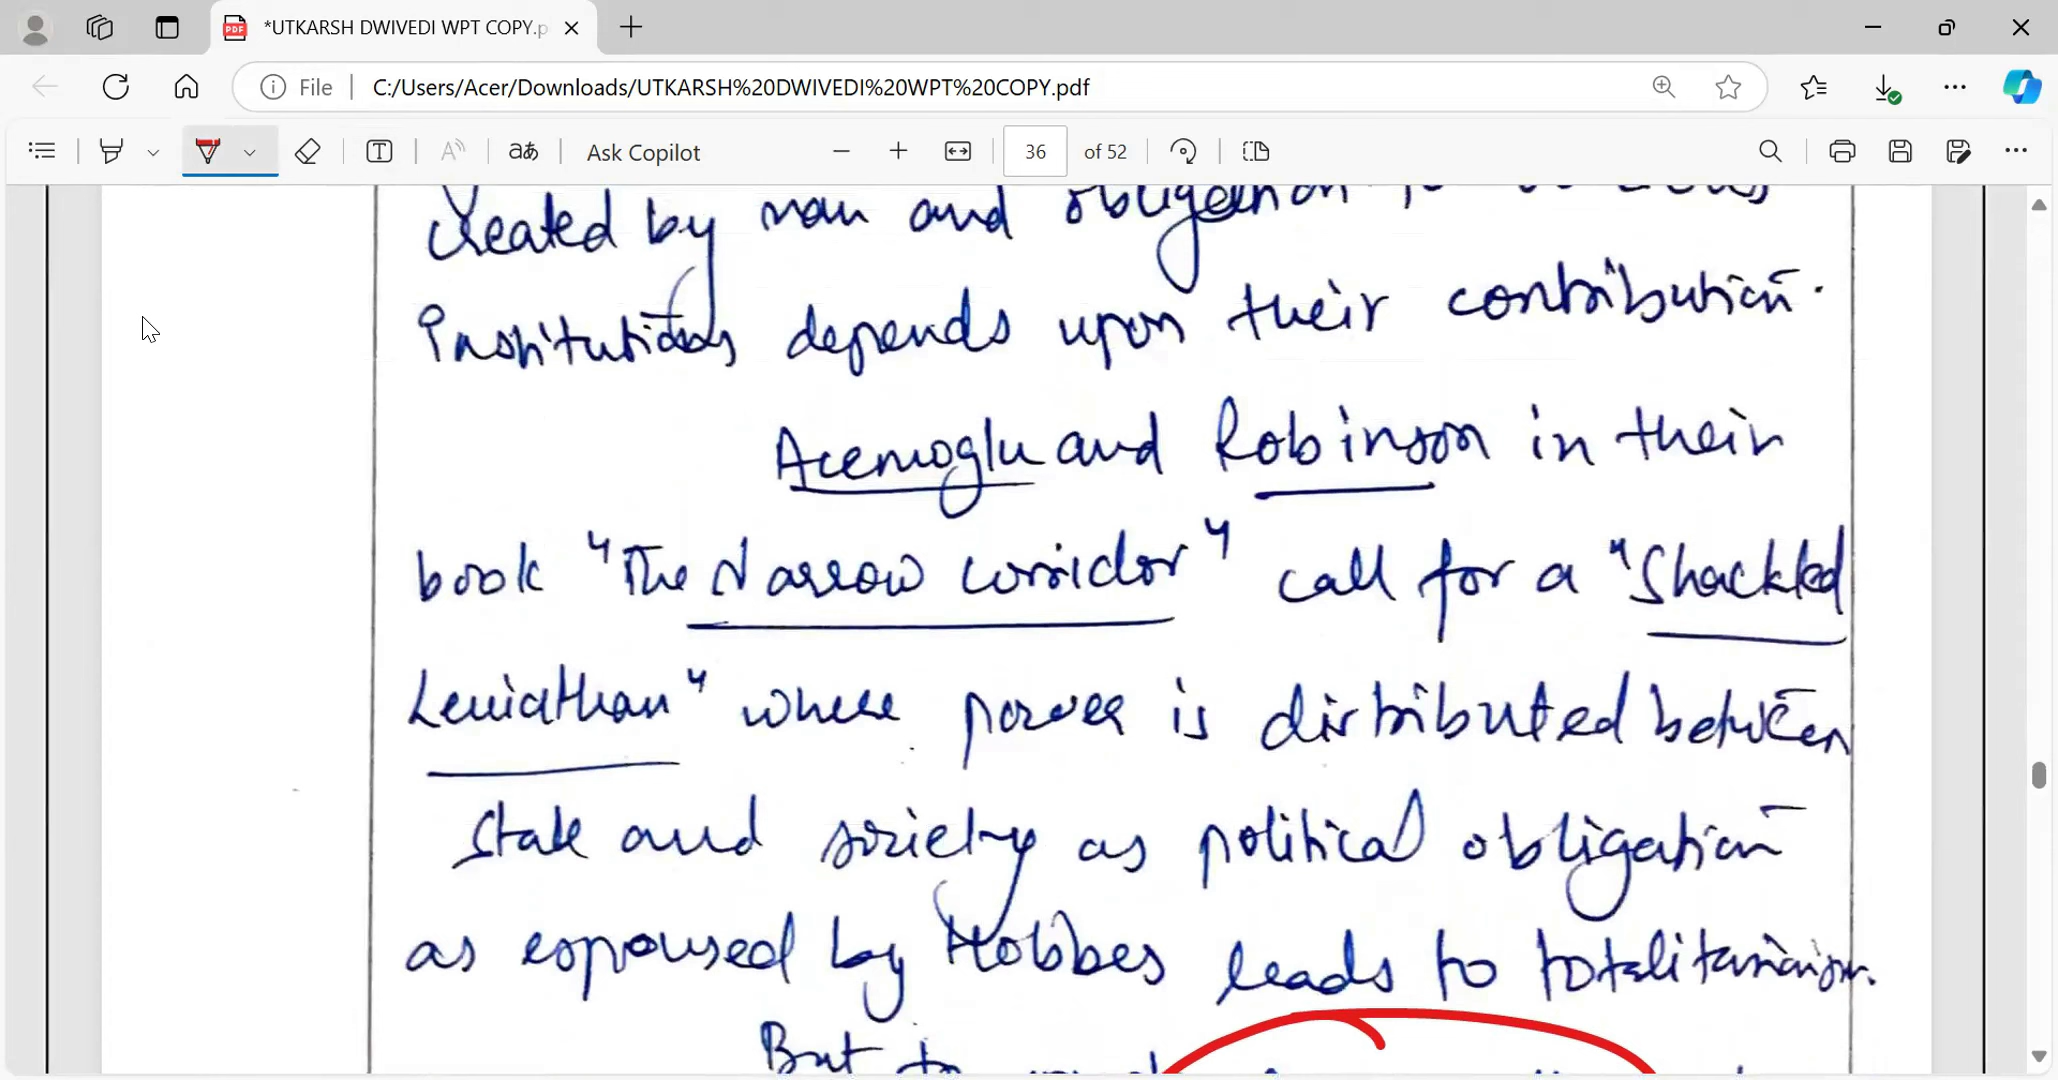 *UTKARSH DWIVEDI WPT COPY.p
File C:/Users/Acer/Downloads/UTKARSH%20DWIVEDI%20WPT%20COPY.pdf
Ask Copilot 36 of 52
created by man and obligation
institutions depends upon their contribution.
Acemoglu and Robinson in their
book "The Narrow corridor" call for a "Shackled
Leviathan" where power is distributed between
State and society as political obligation
as espoused by Hobbes leads to totalitarianism.
But to